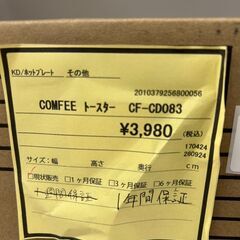 KD/ホットプレート その他
2010379256800056
COMFEE トースター CF-CD083
¥3,980 (税込)
170424
280924
サイズ:幅 高さ 奥行 cm
□現状販売 □1ヶ月保証 □3ヶ月保証 □6ヶ月保証
1年間保証